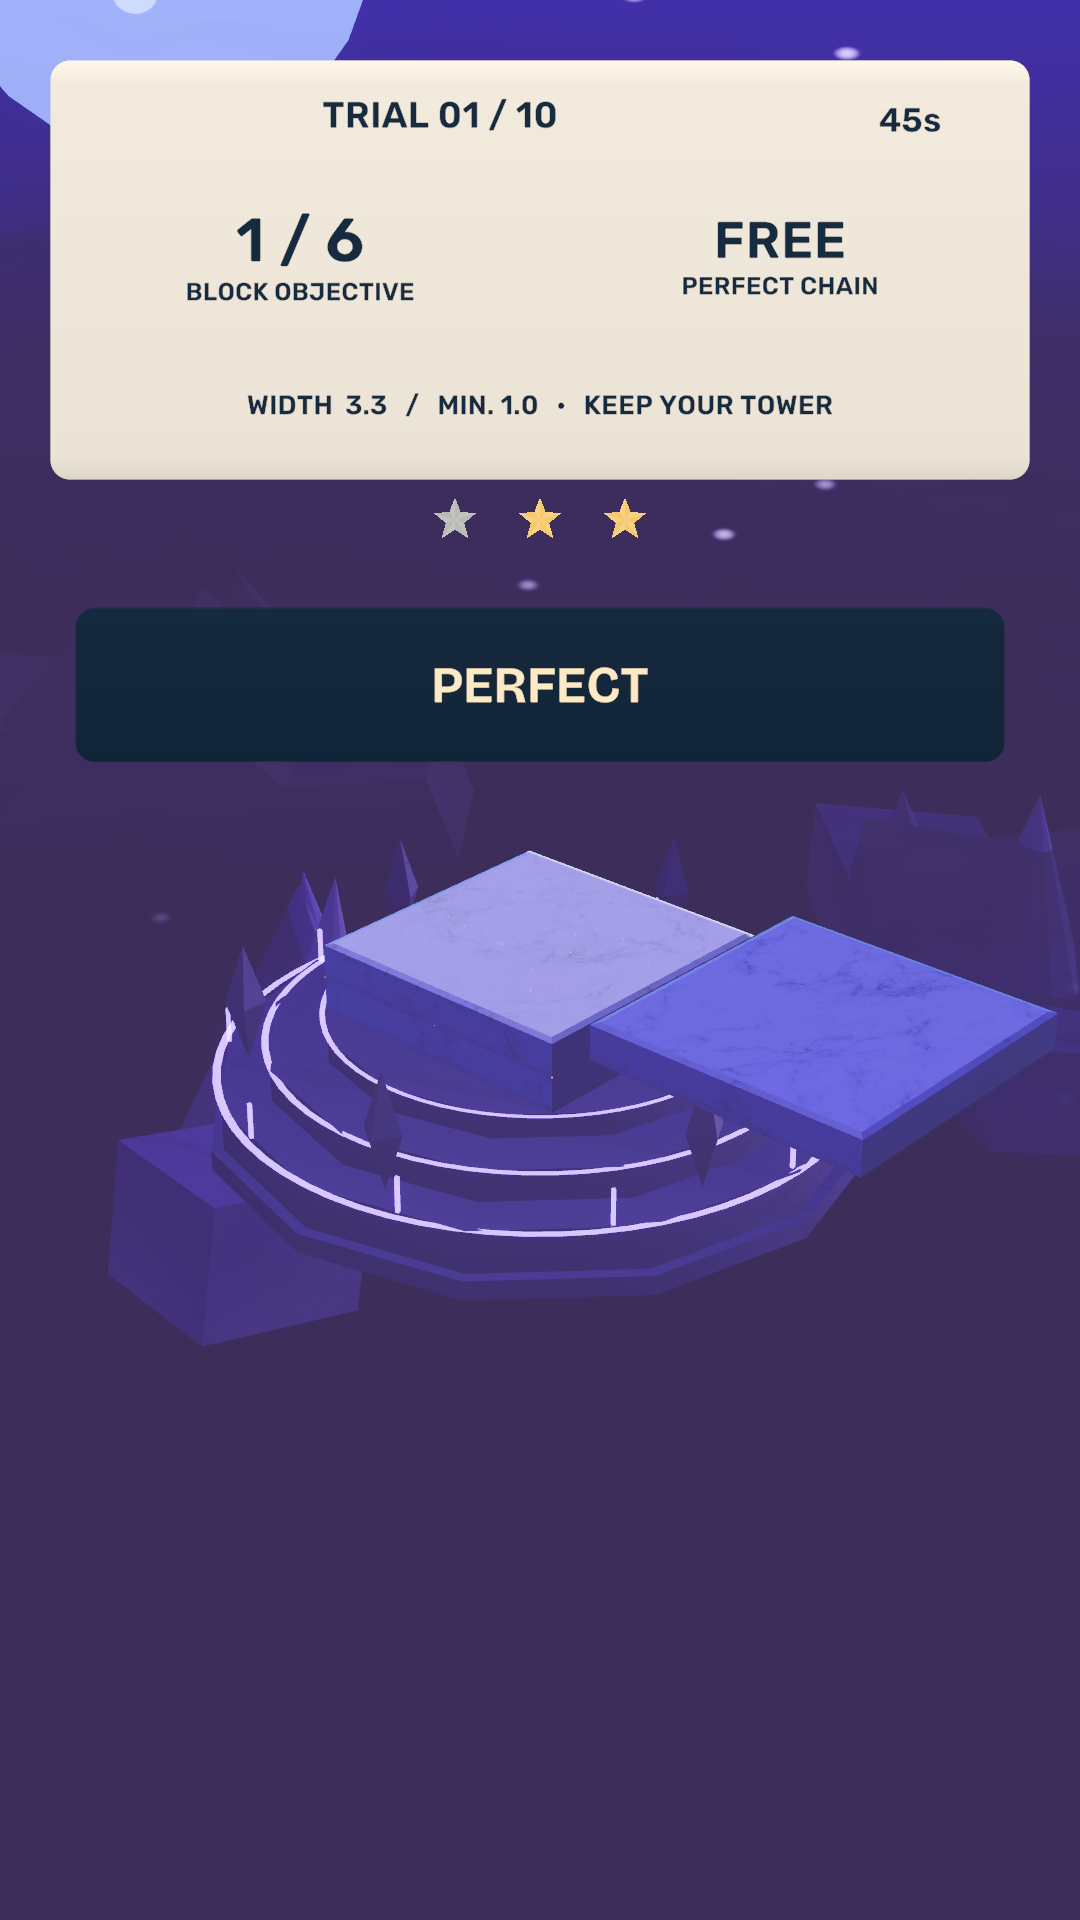 TRIAL 01 / 10
45s
1 / 6
BLOCK OBJECTIVE
FREE
PERFECT CHAIN
WIDTH 3.3 / MIN. 1.0 · KEEP YOUR TOWER
PERFECT